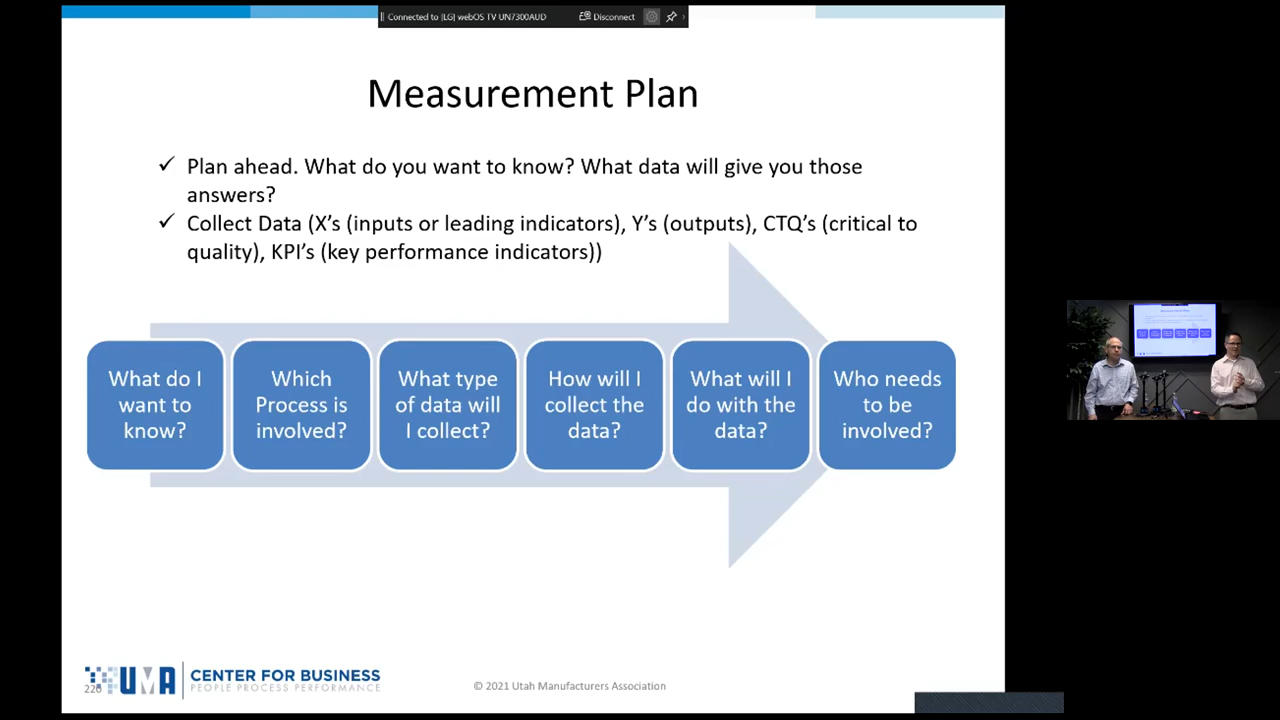 Connected to |LG| webOS TV UN7300AUD
Disconnect
Measurement Plan
✓ Plan ahead. What do you want to know? What data will give you those
answers?
✓ Collect Data (X’s (inputs or leading indicators), Y’s (outputs), CTQ’s (critical to
quality), KPI’s (key performance indicators))
What do I
want to
know?
Which
Process is
involved?
What type
of data will
I collect?
How will I
collect the
data?
What will I
do with the
data?
Who needs
to be
involved?
UMA
CENTER FOR BUSINESS
PEOPLE PROCESS PERFORMANCE
© 2021 Utah Manufacturers Association